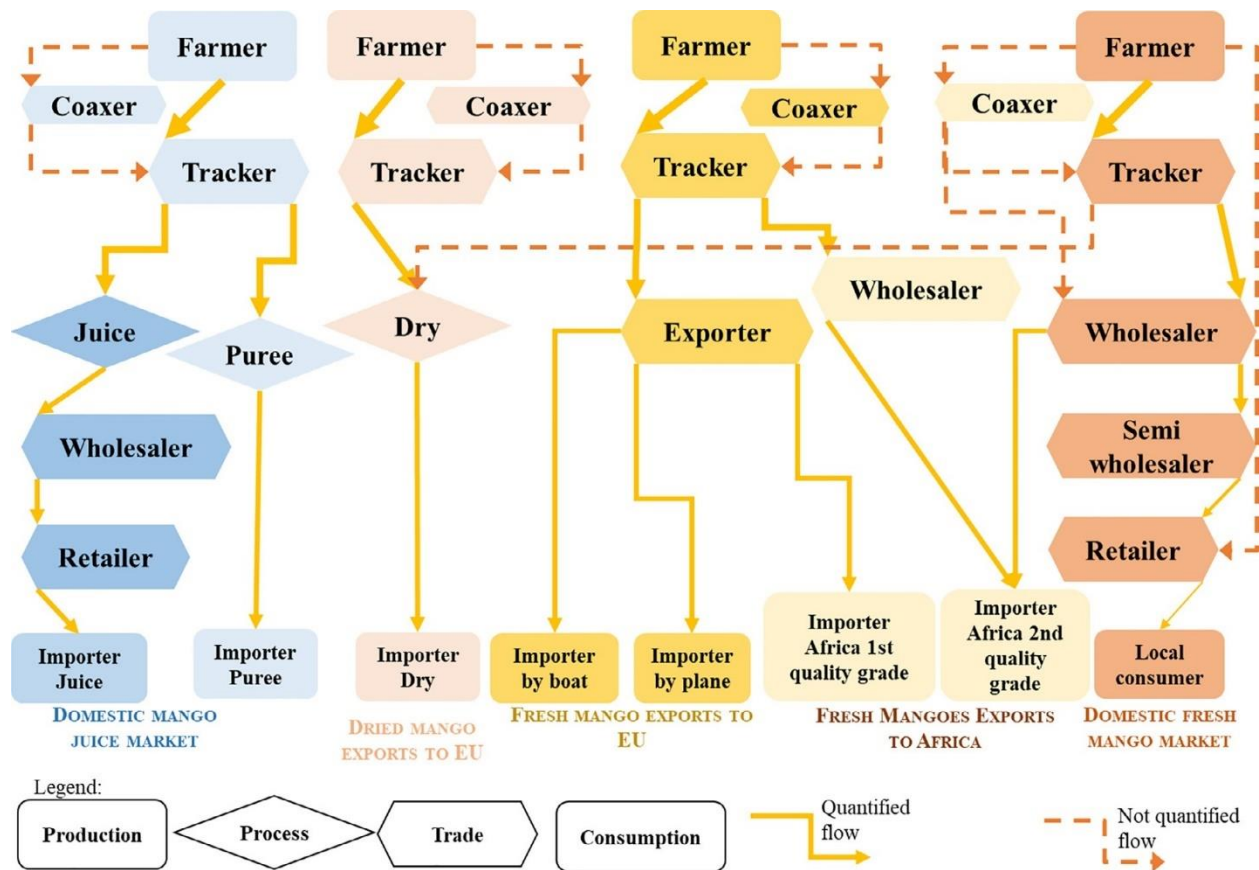 Farmer
Farmer
Farmer
Farmer
Coaxer
Coaxer
Coaxer
Coaxer
Tracker
Tracker
Tracker
Tracker
Wholesaler
Juice
Puree
Dry
Exporter
Wholesaler
Wholesaler
Semi
wholesaler
Retailer
Retailer
Importer
Juice
Importer
Puree
Importer
Dry
Importer
by boat
Importer
by plane
Importer
Africa 1st
quality grade
Importer
Africa 2nd
quality
grade
Local
consumer
DOMESTIC MANGO
JUICE MARKET
DRIED MANGO
EXPORTS TO EU
FRESH MANGO EXPORTS TO
EU
FRESH MANGOES EXPORTS
TO AFRICA
DOMESTIC FRESH
MANGO MARKET
Legend:
Production
Process
Trade
Consumption
Quantified
flow
Not quantified
flow